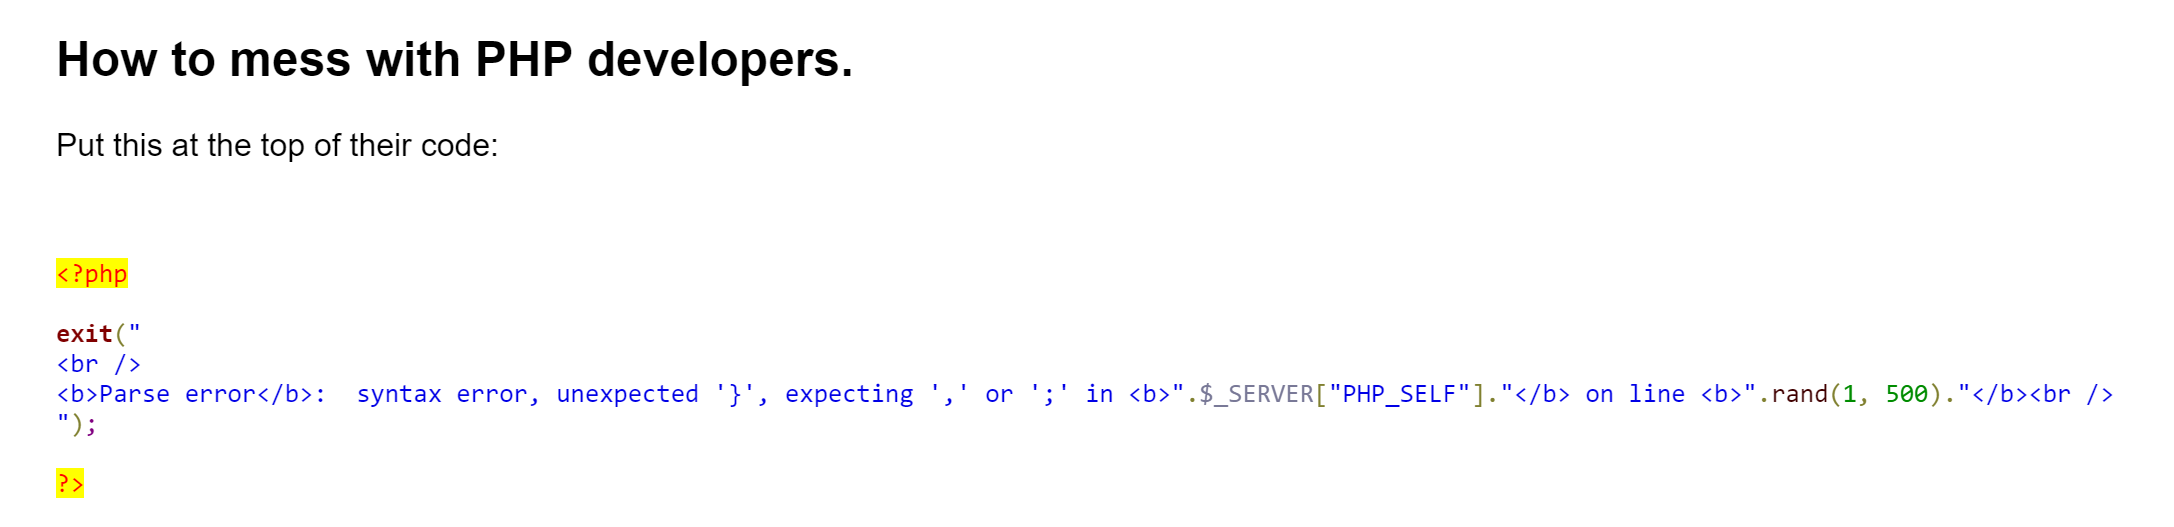 How to mess with PHP developers.
Put this at the top of their code:
<?php
exit("
<br />
<b>Parse error</b>:  syntax error, unexpected '}', expecting ',' or ';' in <b>".$_SERVER["PHP_SELF"]."</b> on line <b>".rand(1, 500)."</b><br />
");
?>